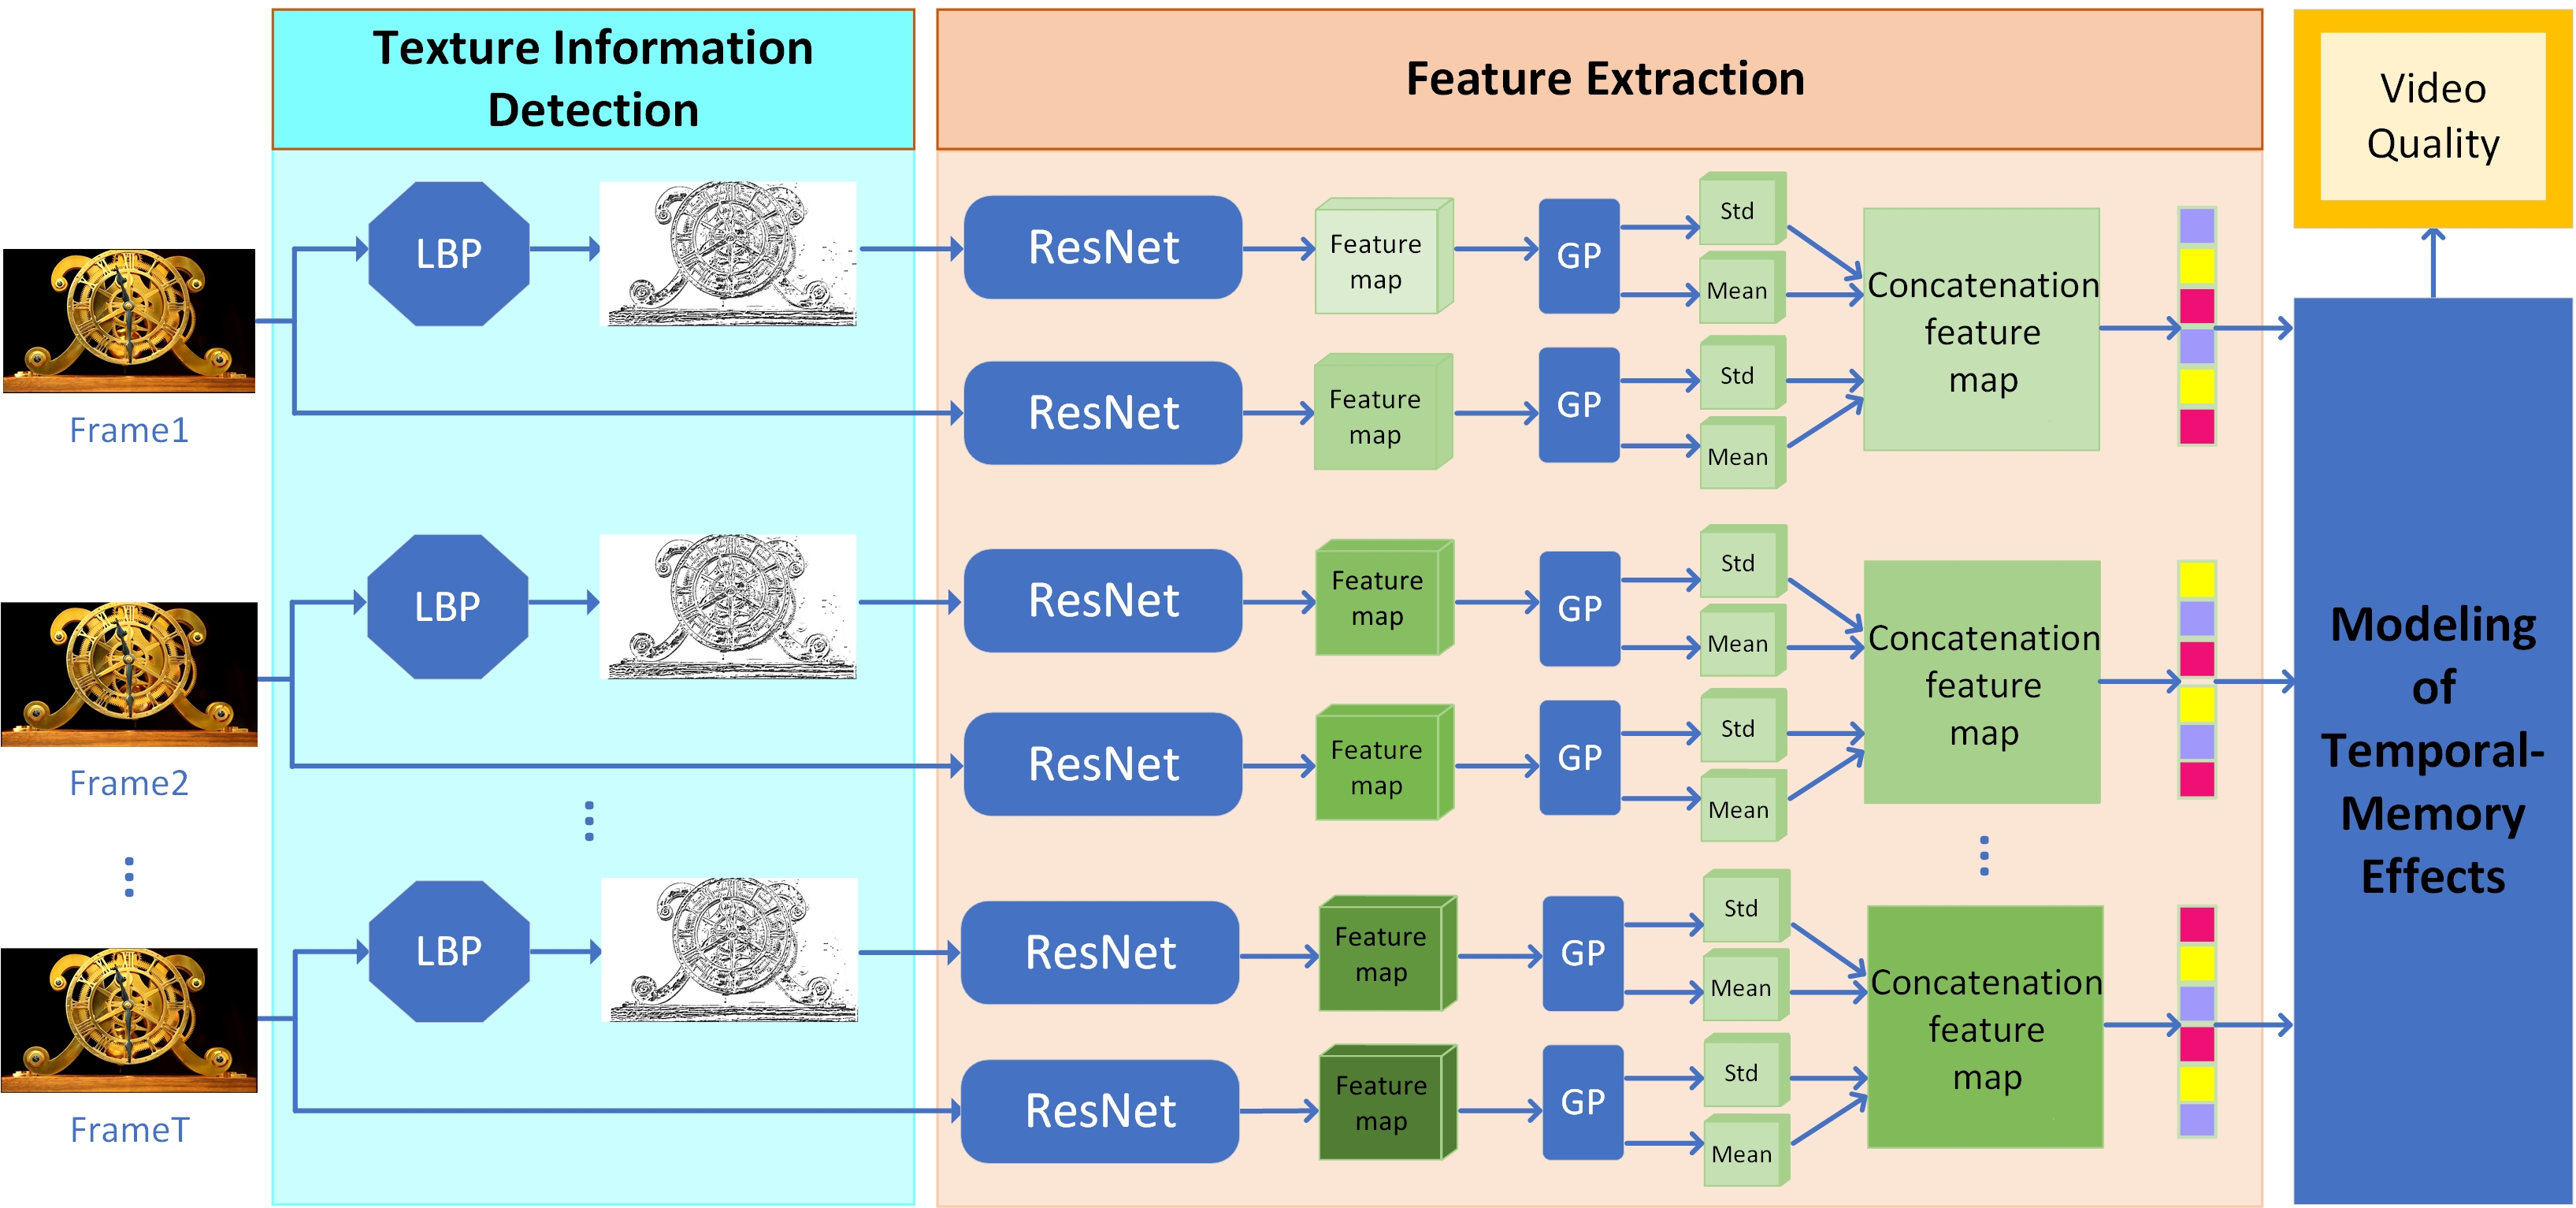 Texture Information
Detection
Feature Extraction
Video
Quality
Frame1
LBP
ResNet
Feature
map
GP
Std
Mean
ResNet
Feature
map
GP
Std
Mean
Concatenation
feature
map
Frame2
LBP
ResNet
Feature
map
GP
Std
Mean
ResNet
Feature
map
GP
Std
Mean
Concatenation
feature
map
FrameT
LBP
ResNet
Feature
map
GP
Std
Mean
ResNet
Feature
map
GP
Std
Mean
Concatenation
feature
map
Modeling
of
Temporal-
Memory
Effects